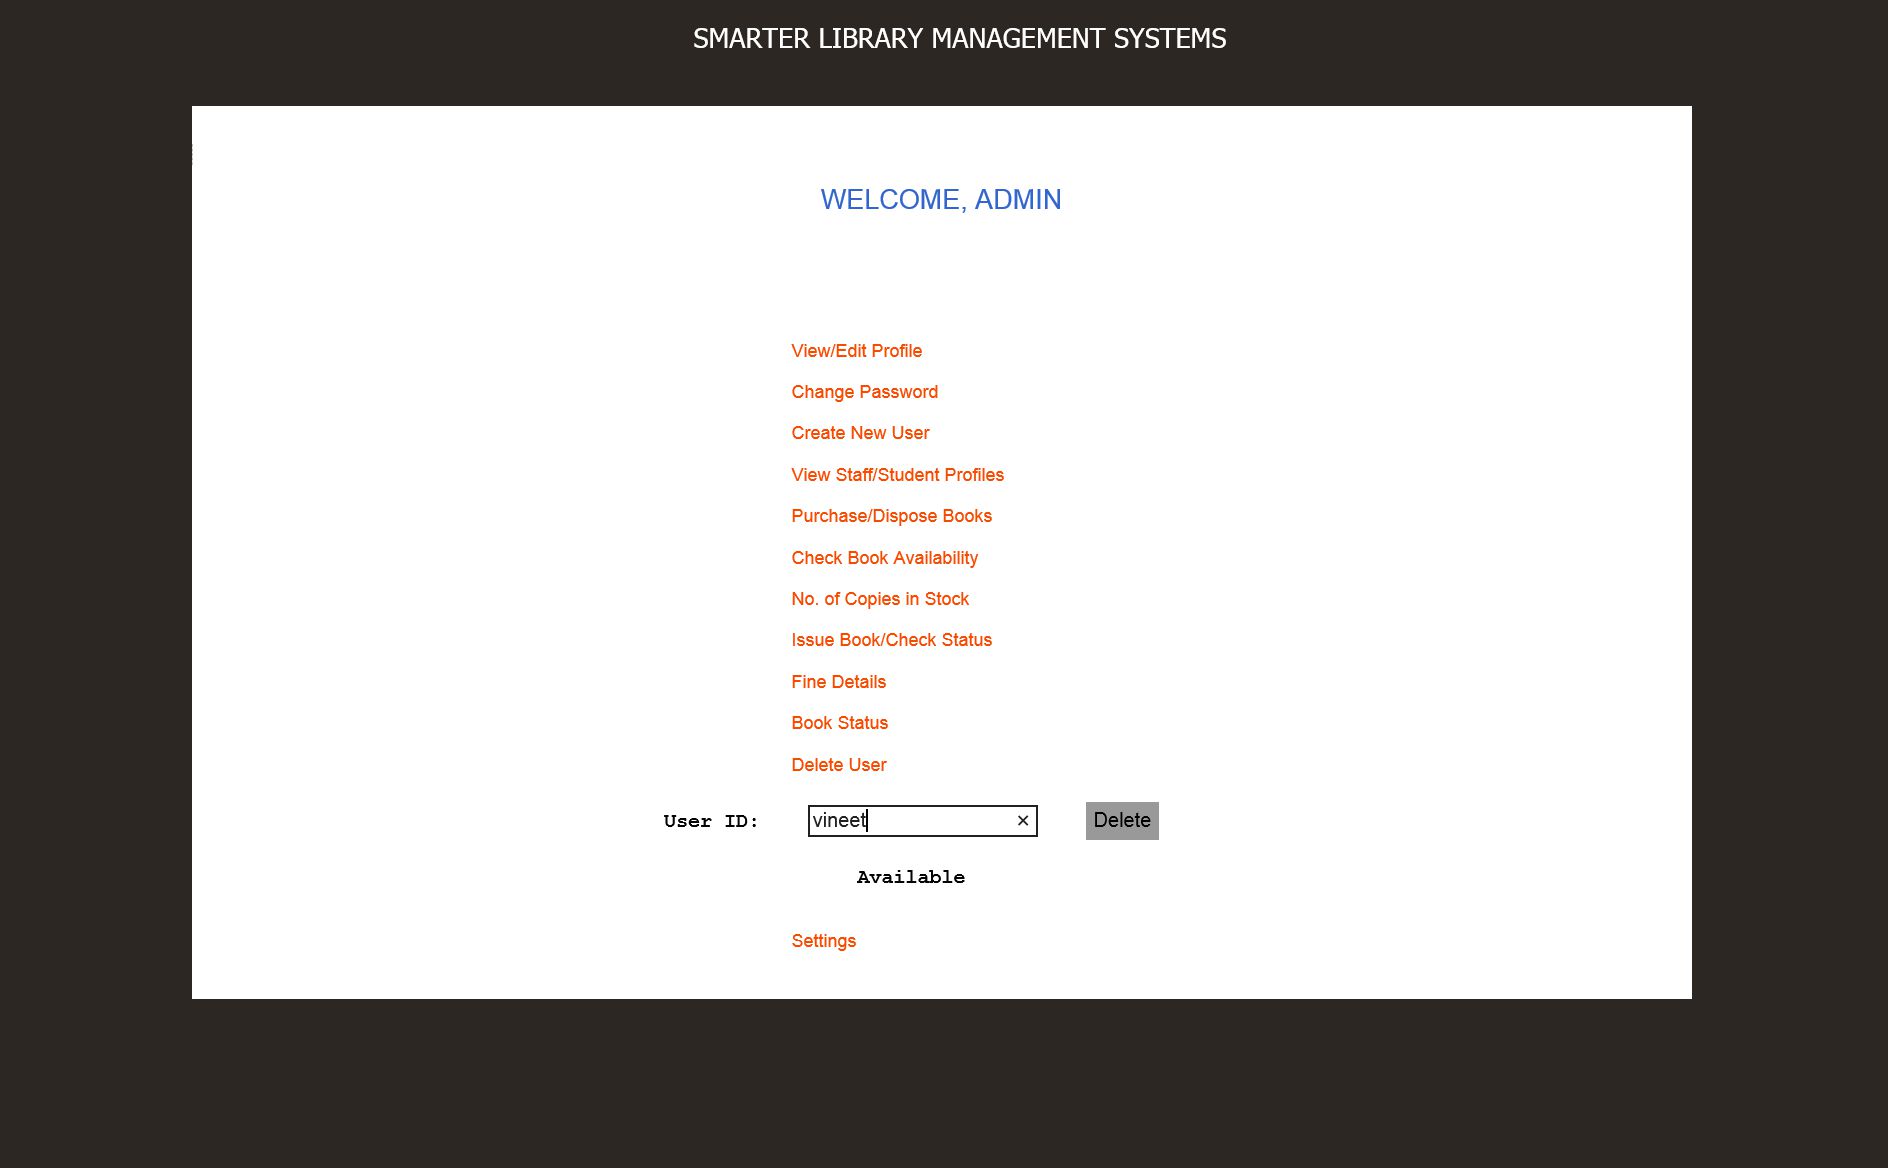 SMARTER LIBRARY MANAGEMENT SYSTEMS
WELCOME, ADMIN
View/Edit Profile
Change Password
Create New User
View Staff/Student Profiles
Purchase/Dispose Books
Check Book Availability
No. of Copies in Stock
Issue Book/Check Status
Fine Details
Book Status
Delete User
User ID: vineet × Delete
Available
Settings